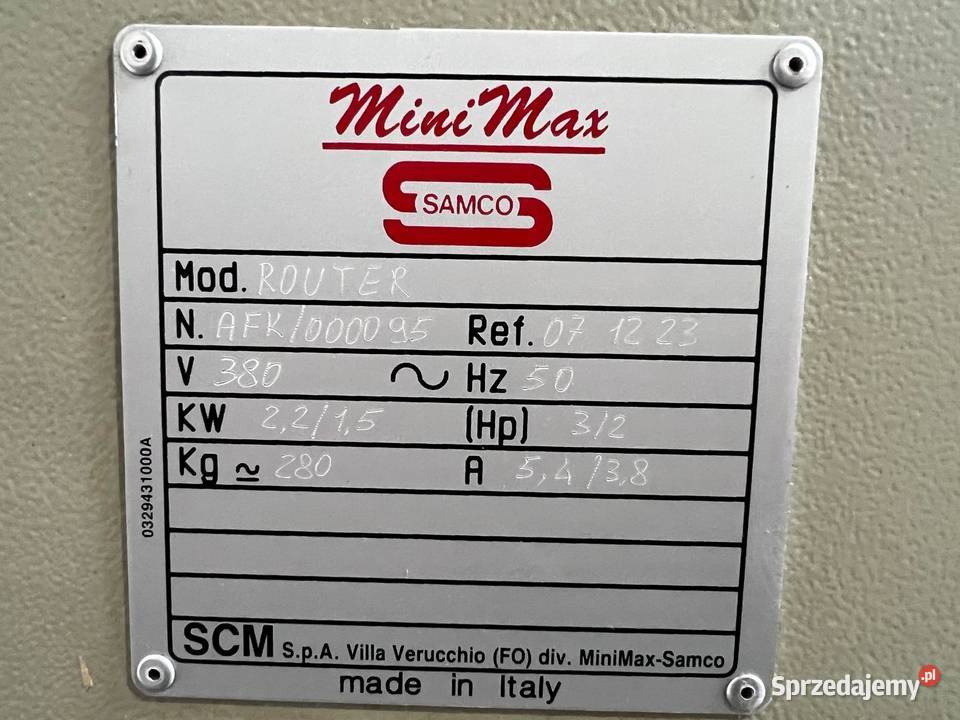 MiniMax
SAMCO
Mod. ROUTER
N. AFK/000095 Ref. 07 12 23
V 380 ~ Hz 50
KW 2,2/1,5 (Hp) 3/2
Kg ≃ 280 A 5,4/3,8
0329431000A
SCM S.p.A. Villa Verucchio (FO) div. MiniMax-Samco
made in Italy
Sprzedajemy.pl